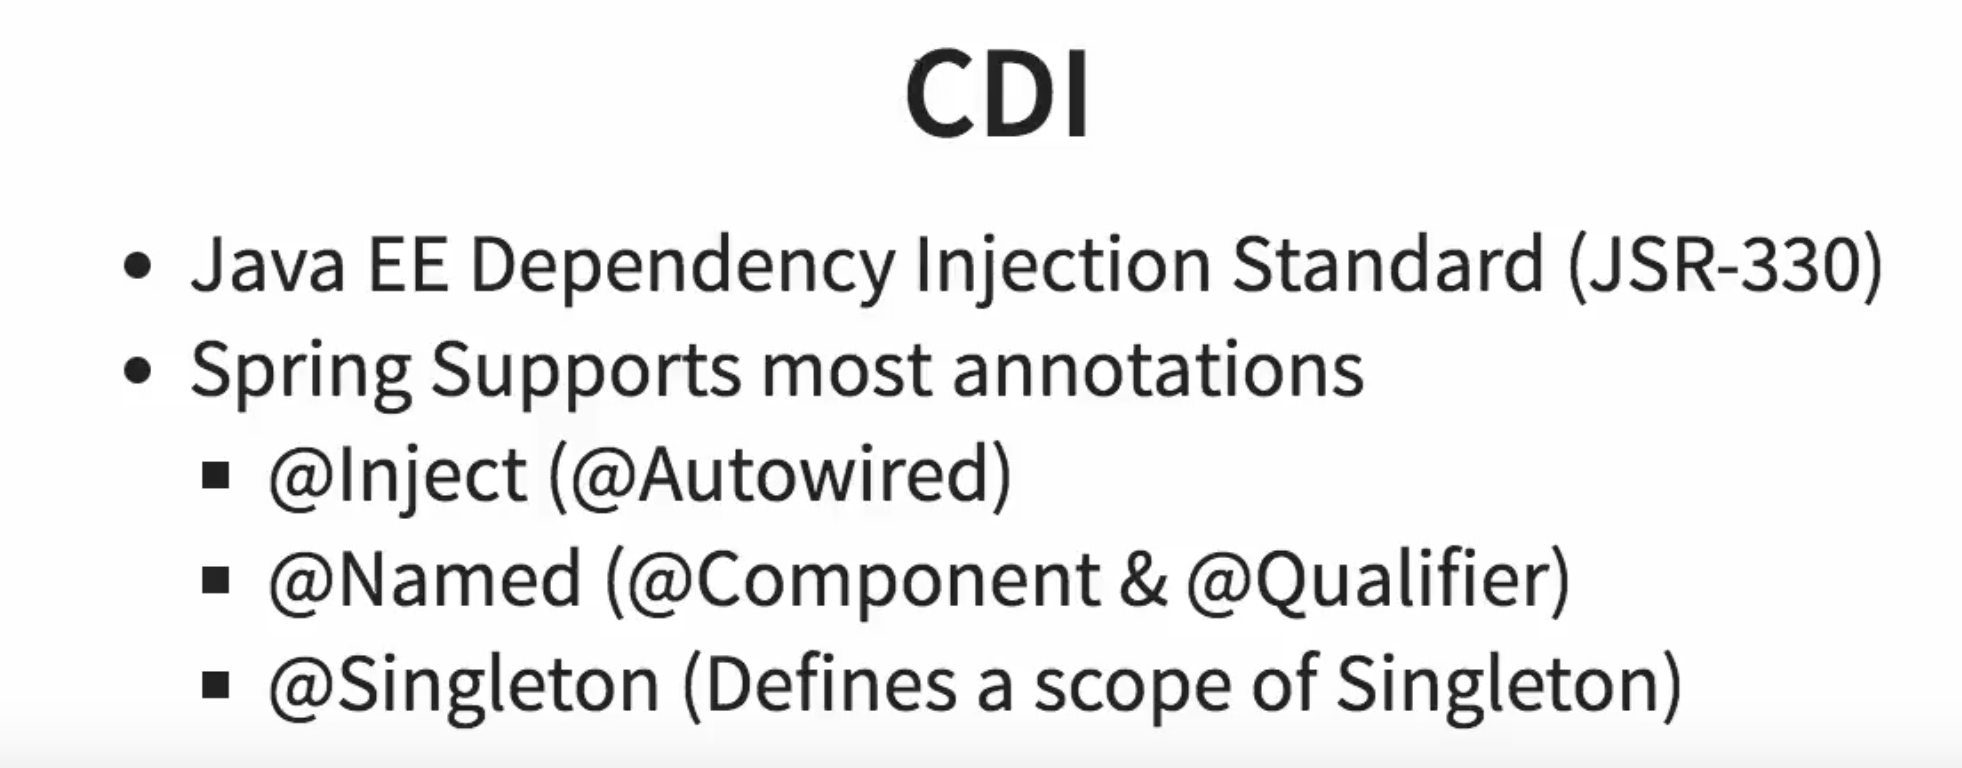 CDI
• Java EE Dependency Injection Standard (JSR-330)
• Spring Supports most annotations
▪ @Inject (@Autowired)
▪ @Named (@Component & @Qualifier)
▪ @Singleton (Defines a scope of Singleton)